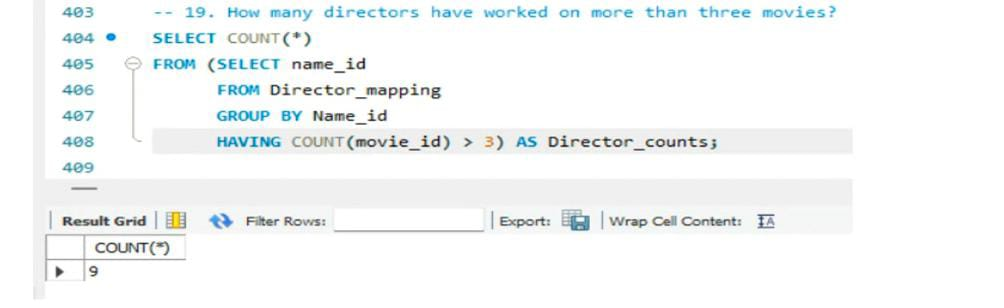 403 -- 19. How many directors have worked on more than three movies?
404 SELECT COUNT(*)
405 FROM (SELECT name_id
406 FROM Director_mapping
407 GROUP BY Name_id
408 HAVING COUNT(movie_id) > 3) AS Director_counts;
409
Result Grid Filter Rows: Export: Wrap Cell Content: IA
COUNT(*)
9